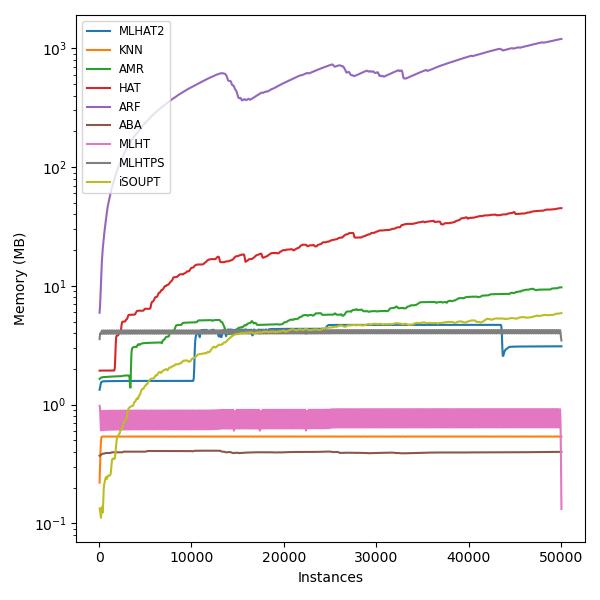 MLHAT2
KNN
AMR
HAT
ARF
ABA
MLHT
MLHTPS
iSOUPT
Memory (MB)
10³
10²
10¹
10⁰
10⁻¹
0 10000 20000 30000 40000 50000
Instances